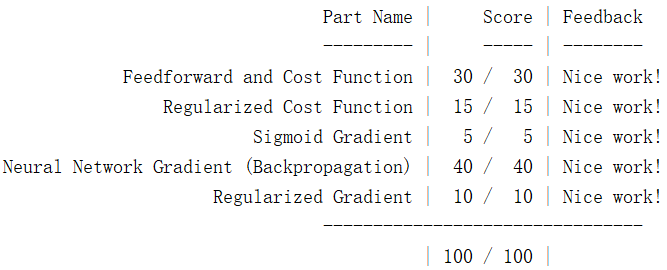 Part Name | Score | Feedback
--------- | ----- | --------
Feedforward and Cost Function | 30 / 30 | Nice work!
Regularized Cost Function | 15 / 15 | Nice work!
Sigmoid Gradient | 5 / 5 | Nice work!
Neural Network Gradient (Backpropagation) | 40 / 40 | Nice work!
Regularized Gradient | 10 / 10 | Nice work!
--------------------------------
| 100 / 100 |